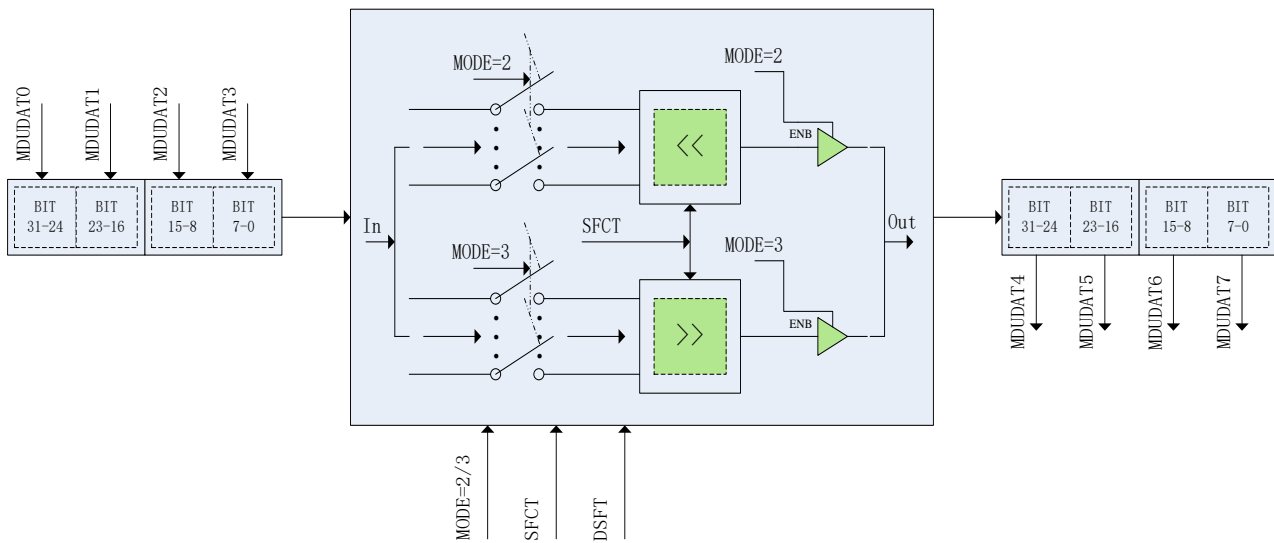 MDUDAT0
MDUDAT1
MDUDAT2
MDUDAT3
BIT
31-24
BIT
23-16
BIT
15-8
BIT
7-0
In
MODE=2
MODE=3
SFCT
<<
>>
MODE=2
ENB
MODE=3
ENB
Out
MODE=2/3
SFCT
DSFT
BIT
31-24
BIT
23-16
BIT
15-8
BIT
7-0
MDUDAT4
MDUDAT5
MDUDAT6
MDUDAT7